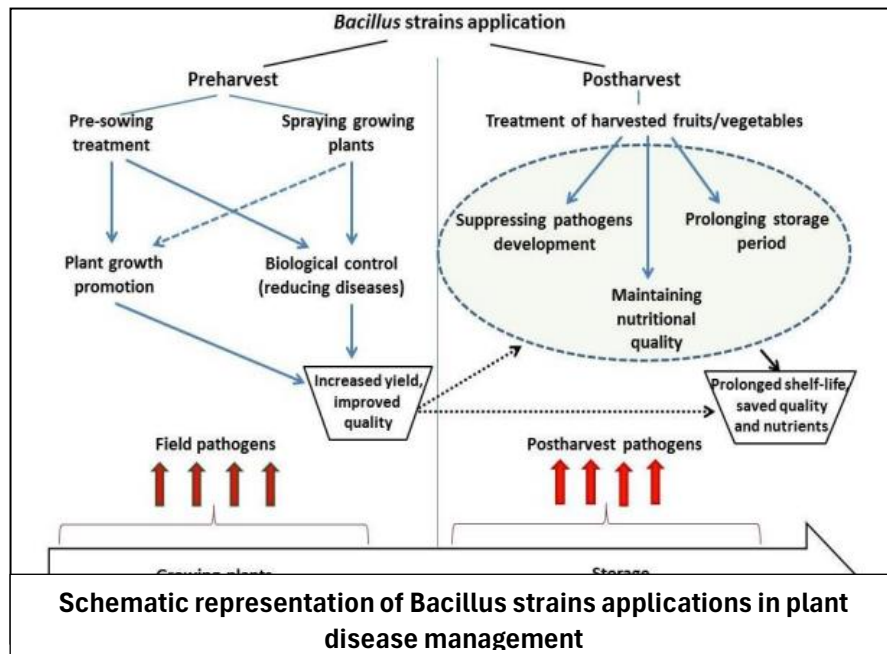 Bacillus strains application
Preharvest
Postharvest
Pre-sowing
treatment
Spraying growing
plants
Treatment of harvested fruits/vegetables
Suppressing pathogens
development
Prolonging storage
period
Plant growth
promotion
Biological control
(reducing diseases)
Maintaining
nutritional
quality
Increased yield,
improved
quality
Prolonged shelf-life,
saved quality
and nutrients
Field pathogens
Postharvest pathogens
Growing plants
Storage
Schematic representation of Bacillus strains applications in plant
disease management